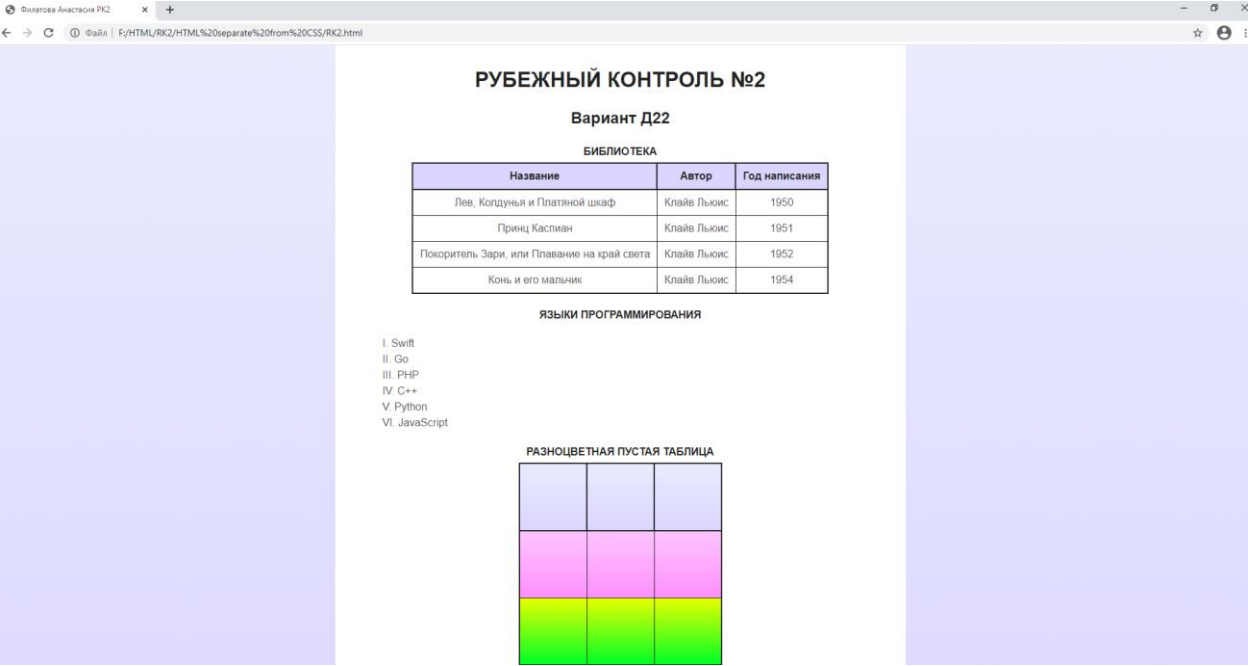 Филатова Анастасия РК2
Файл | F:/HTML/RK2/HTML%20separate%20from%20CSS/RK2.html
РУБЕЖНЫЙ КОНТРОЛЬ №2
Вариант Д22
БИБЛИОТЕКА
Название Автор Год написания
Лев, Колдунья и Платяной шкаф Клайв Льюис 1950
Принц Каспиан Клайв Льюис 1951
Покоритель Зари, или Плавание на край света Клайв Льюис 1952
Конь и его мальчик Клайв Льюис 1954
ЯЗЫКИ ПРОГРАММИРОВАНИЯ
I. Swift
II. Go
III. PHP
IV. C++
V. Python
VI. JavaScript
РАЗНОЦВЕТНАЯ ПУСТАЯ ТАБЛИЦА